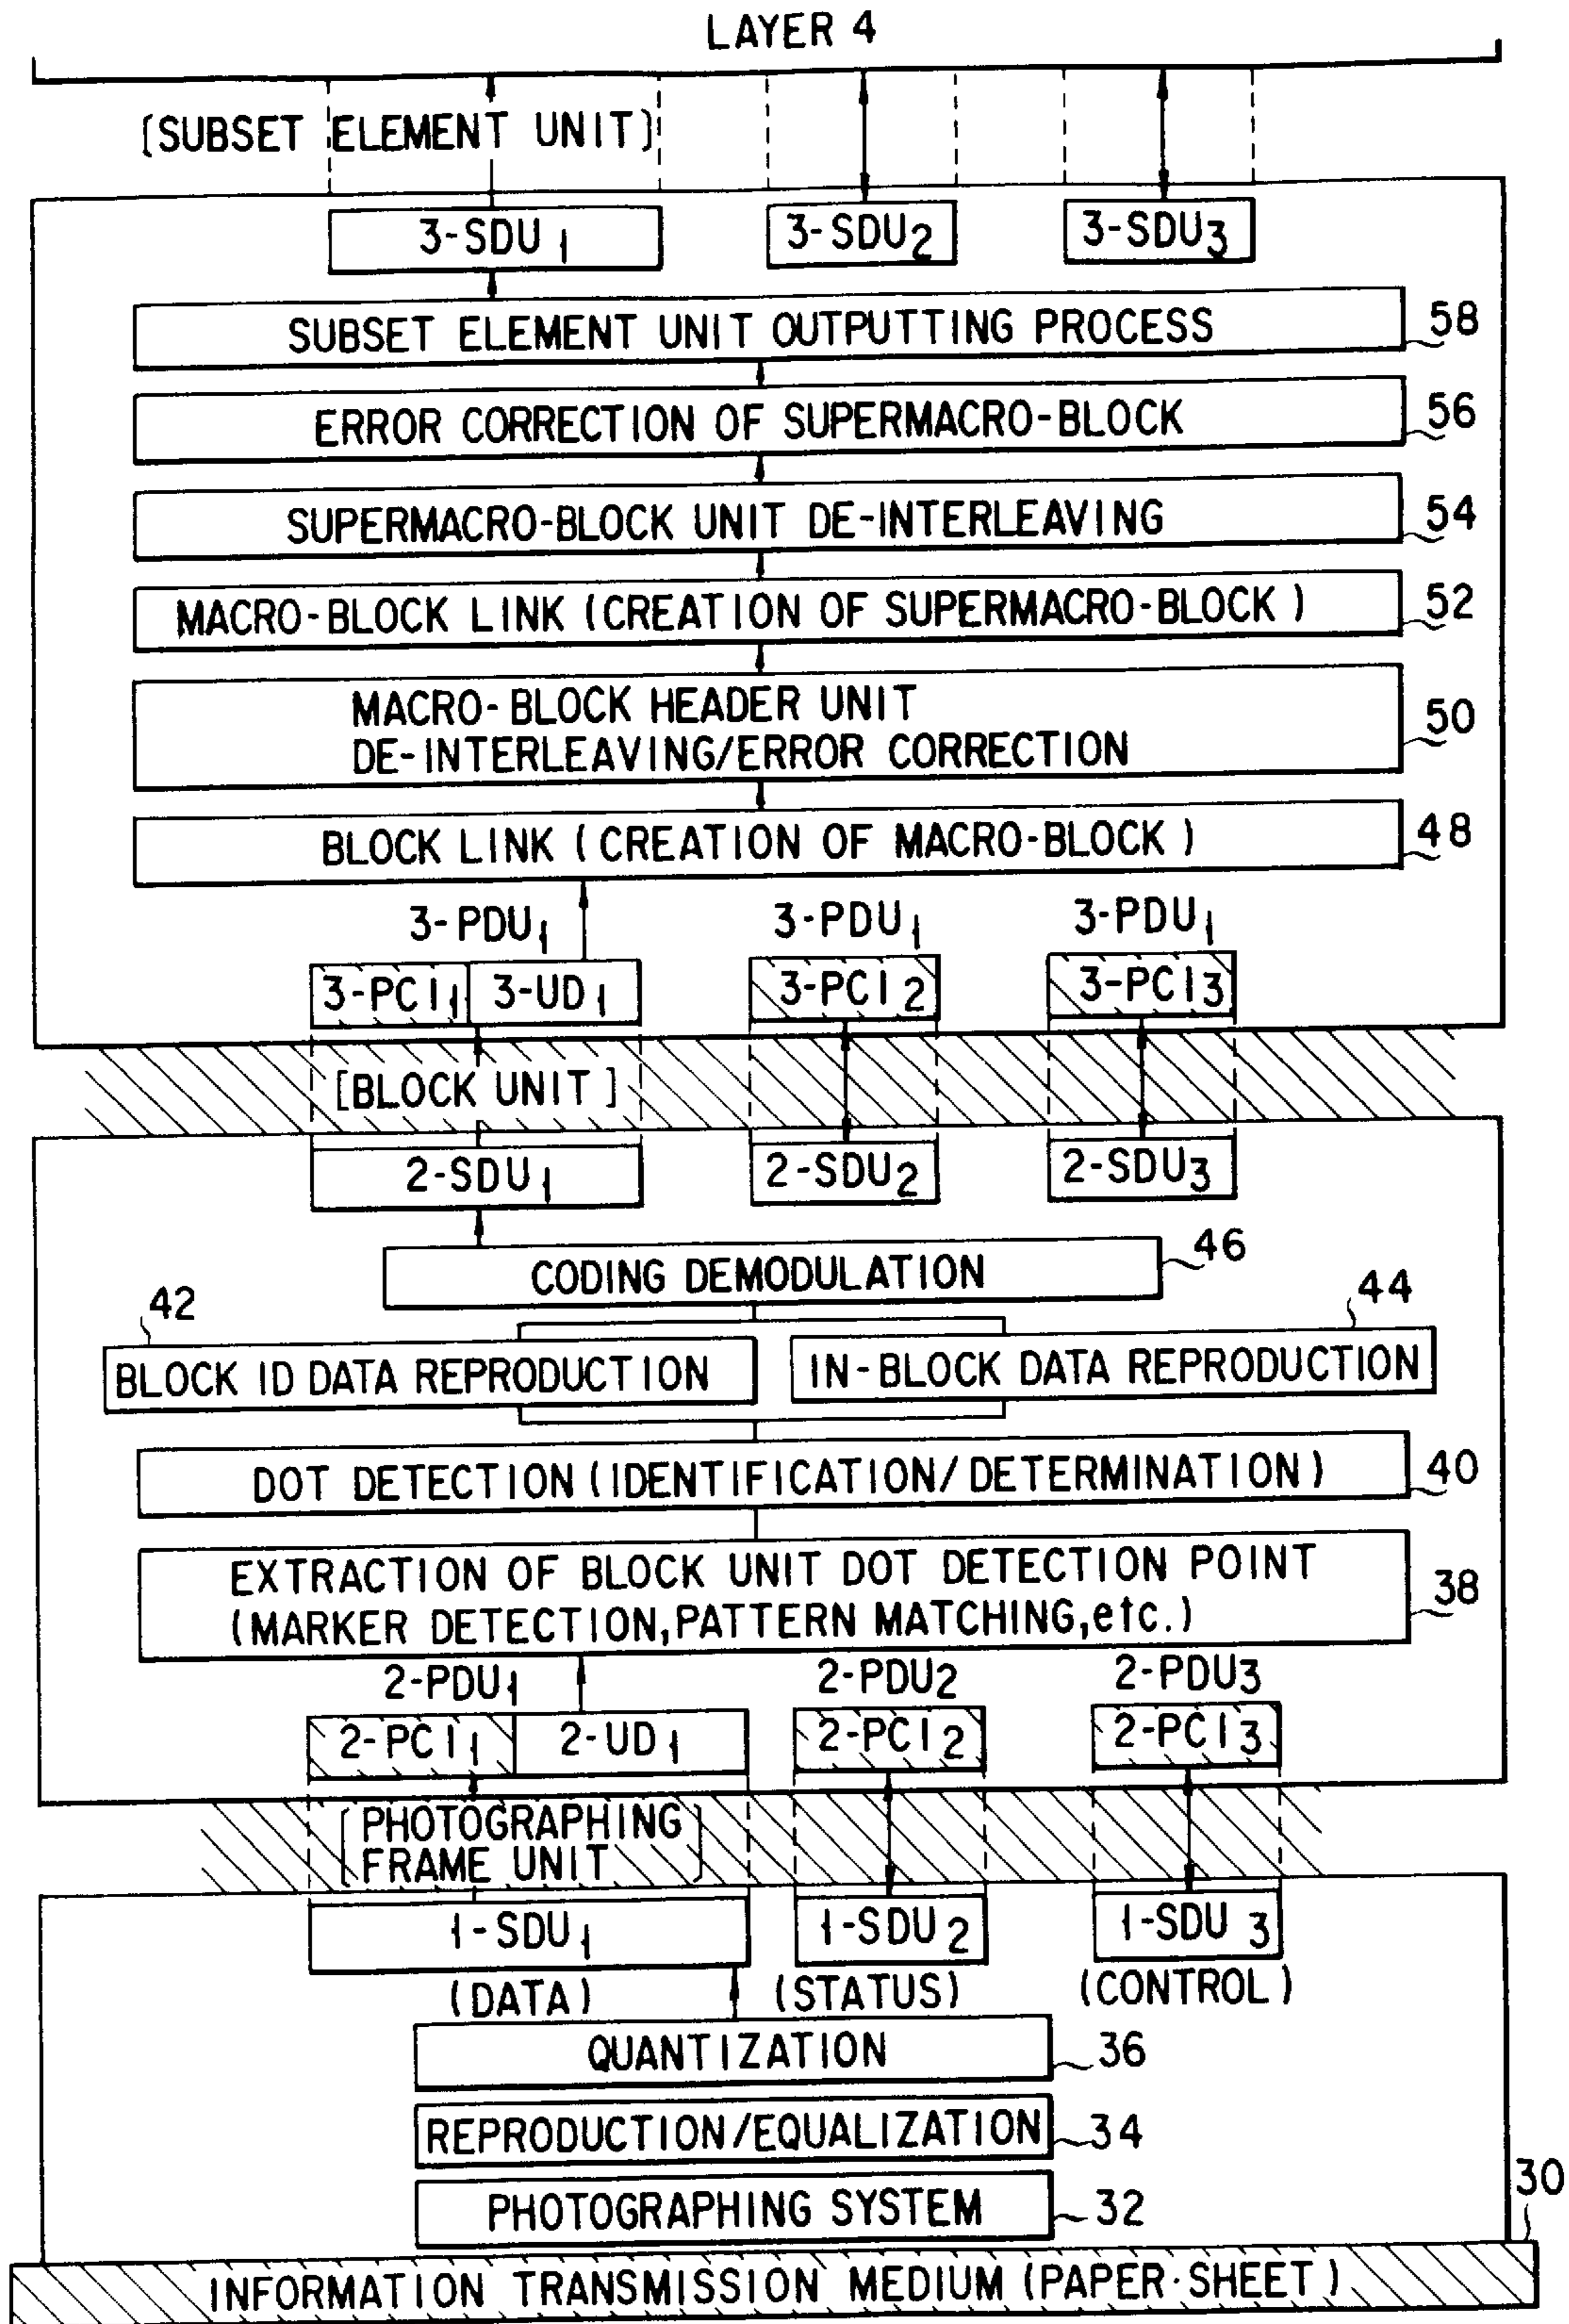 LAYER 4
[SUBSET ELEMENT UNIT]
3-SDU1 3-SDU2 3-SDU3
SUBSET ELEMENT UNIT OUTPUTTING PROCESS 58
ERROR CORRECTION OF SUPERMACRO-BLOCK 56
SUPERMACRO-BLOCK UNIT DE-INTERLEAVING 54
MACRO-BLOCK LINK (CREATION OF SUPERMACRO-BLOCK) 52
MACRO-BLOCK HEADER UNIT
DE-INTERLEAVING/ERROR CORRECTION 50
BLOCK LINK (CREATION OF MACRO-BLOCK) 48
3-PDU1 3-PDU1 3-PDU1
3-PCI1 3-UD1 3-PCI2 3-PCI3
[BLOCK UNIT]
2-SDU1 2-SDU2 2-SDU3
CODING DEMODULATION 46
42 44
BLOCK ID DATA REPRODUCTION IN-BLOCK DATA REPRODUCTION
DOT DETECTION (IDENTIFICATION/DETERMINATION) 40
EXTRACTION OF BLOCK UNIT DOT DETECTION POINT
(MARKER DETECTION, PATTERN MATCHING, etc.) 38
2-PDU1 2-PDU2 2-PDU3
2-PCI1 2-UD1 2-PCI2 2-PCI3
[PHOTOGRAPHING
FRAME UNIT]
1-SDU1 1-SDU2 1-SDU3
(DATA) (STATUS) (CONTROL)
QUANTIZATION 36
REPRODUCTION/EQUALIZATION 34
PHOTOGRAPHING SYSTEM 32
30
INFORMATION TRANSMISSION MEDIUM (PAPER·SHEET)